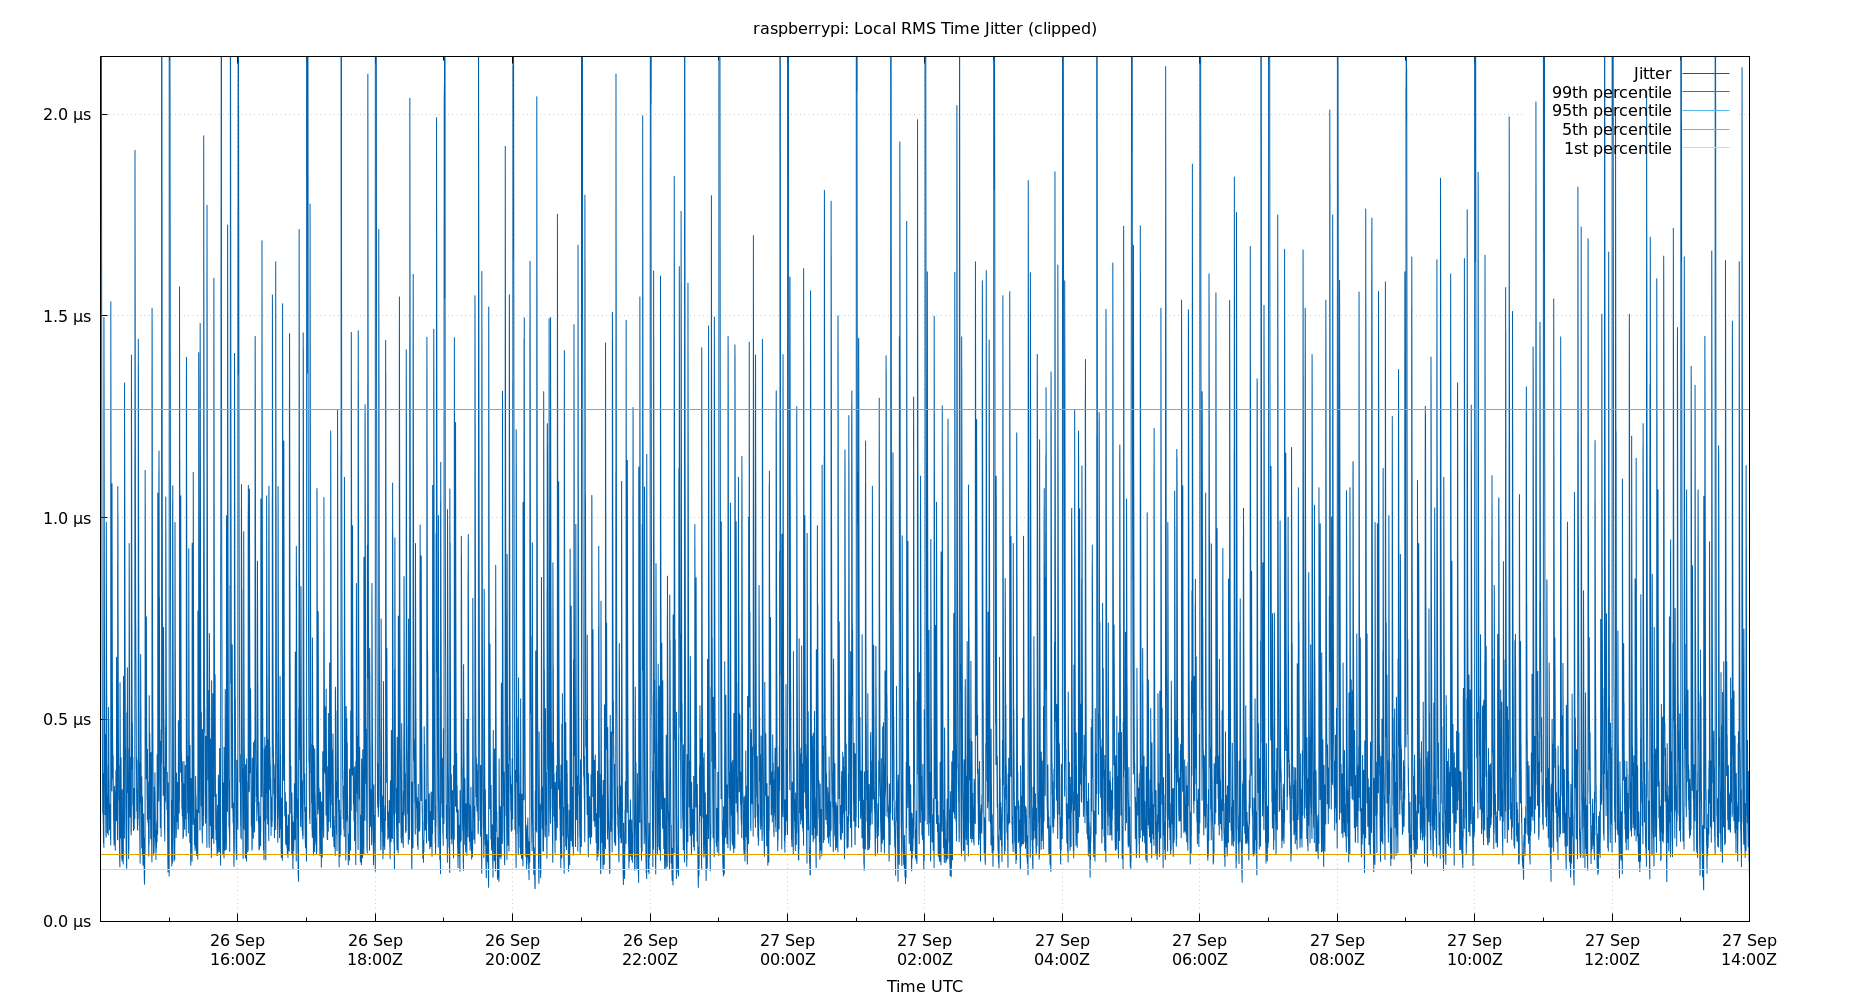 raspberrypi: Local RMS Time Jitter (clipped)
Jitter
99th percentile
95th percentile
5th percentile
1st percentile
2.0 µs
1.5 µs
1.0 µs
0.5 µs
0.0 µs
26 Sep 26 Sep 26 Sep 26 Sep 27 Sep 27 Sep 27 Sep 27 Sep 27 Sep 27 Sep 27 Sep 27 Sep
16:00Z 18:00Z 20:00Z 22:00Z 00:00Z 02:00Z 04:00Z 06:00Z 08:00Z 10:00Z 12:00Z 14:00Z
Time UTC